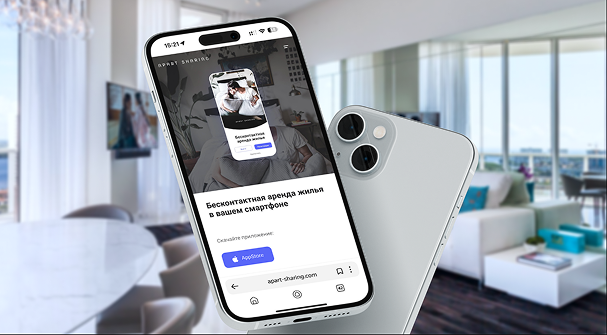 15:21
APART SHARING
Бесконтактная
аренда жилья
Бесконтактная аренда жилья
в вашем смартфоне
Скачайте приложение:
AppStore
apart-sharing.com